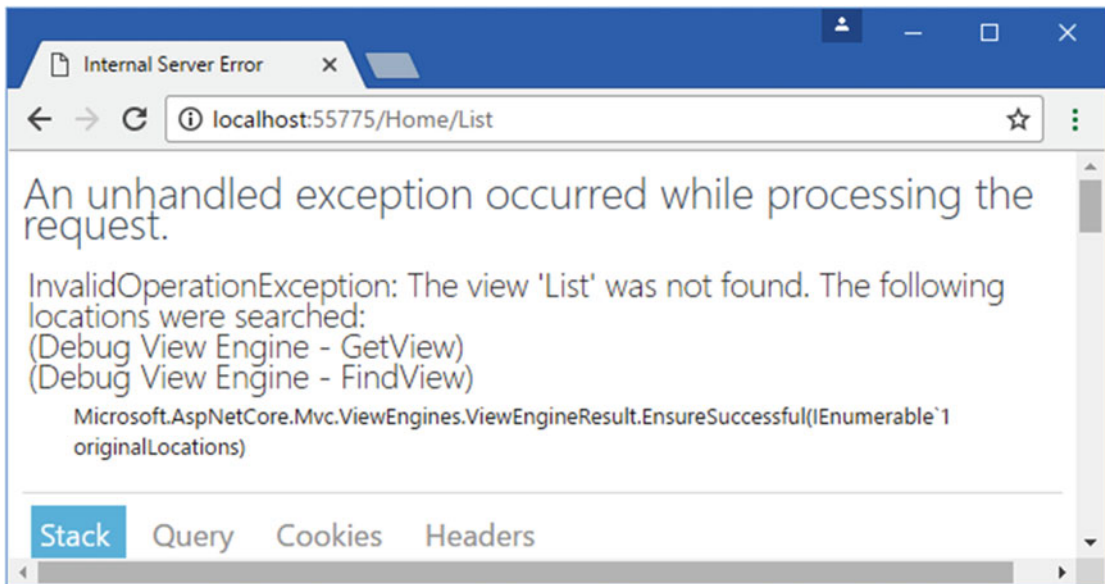 Internal Server Error
localhost:55775/Home/List
An unhandled exception occurred while processing the
request.
InvalidOperationException: The view 'List' was not found. The following
locations were searched:
(Debug View Engine - GetView)
(Debug View Engine - FindView)
Microsoft.AspNetCore.Mvc.ViewEngines.ViewEngineResult.EnsureSuccessful(IEnumerable`1
originalLocations)
Stack Query Cookies Headers